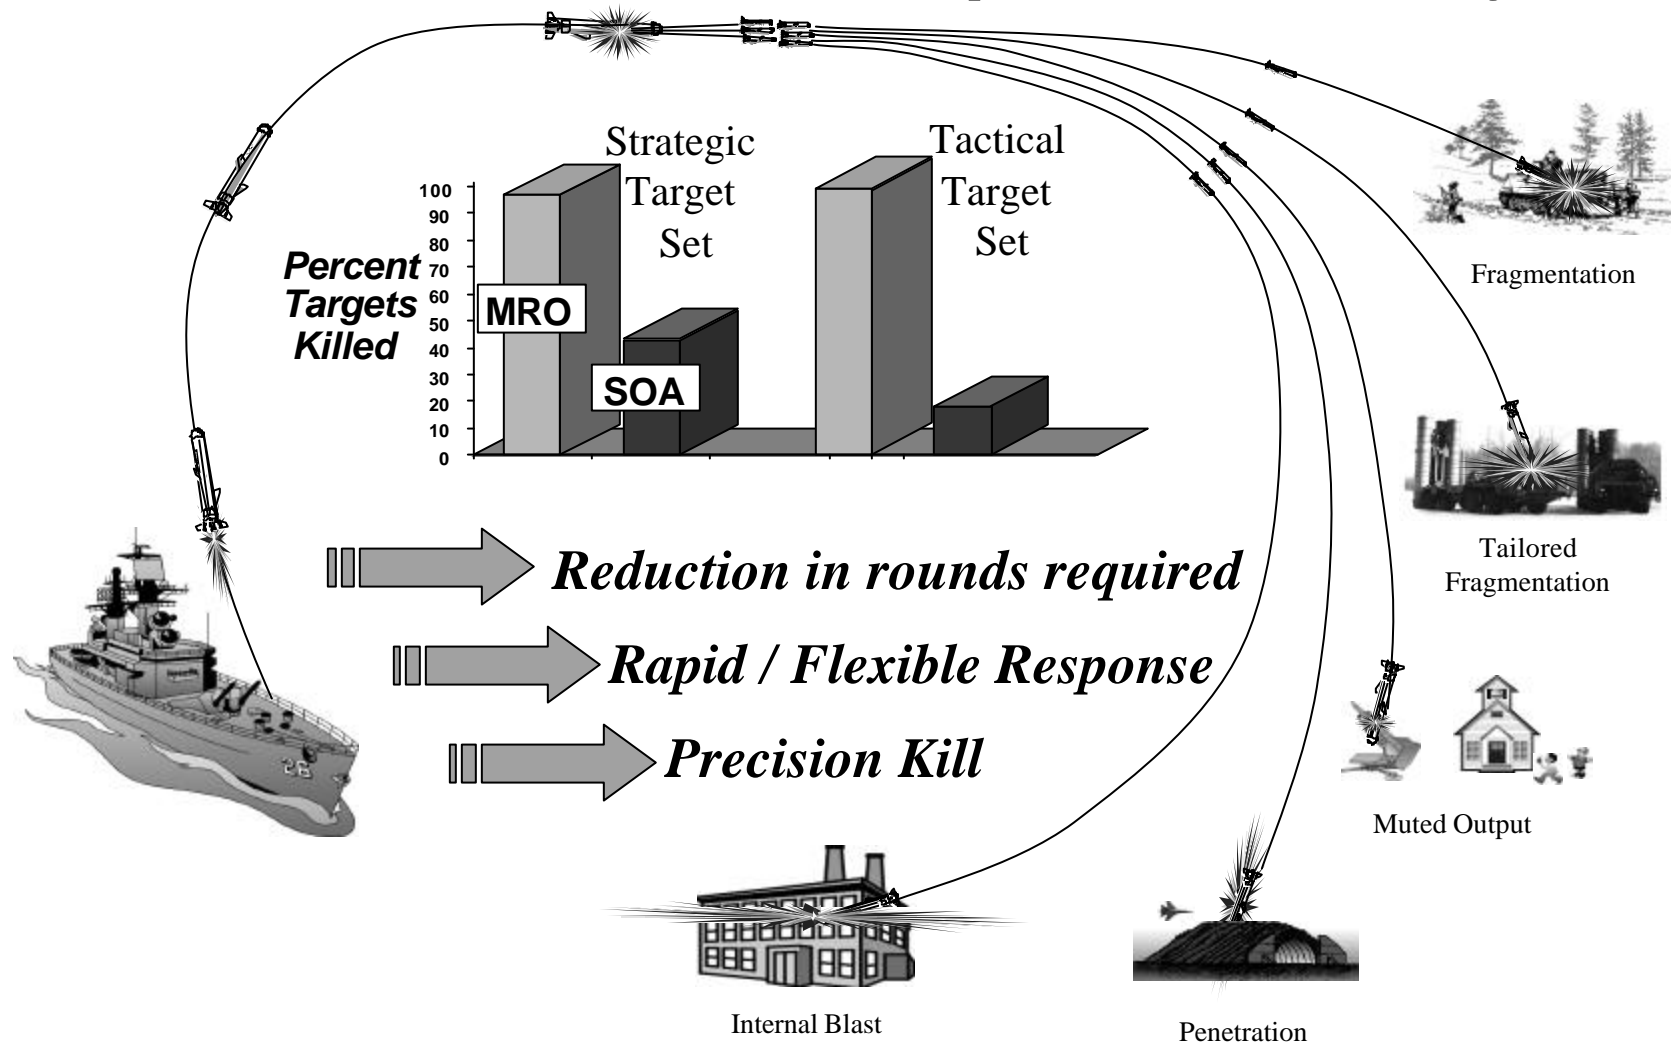 Strategic
Target
Set
Tactical
Target
Set
Percent
Targets
Killed
100
90
80
70
60
50
40
30
20
10
0
MRO
SOA
Fragmentation
Tailored
Fragmentation
Reduction in rounds required
Rapid / Flexible Response
Precision Kill
26
Muted Output
Internal Blast
Penetration